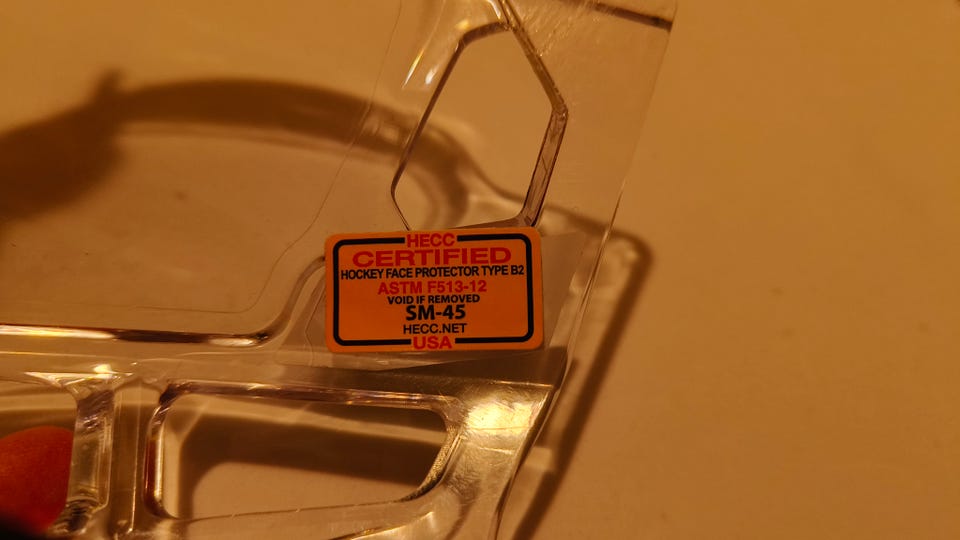 HECC
CERTIFIED
HOCKEY FACE PROTECTOR TYPE B2
ASTM F513-12
VOID IF REMOVED
SM-45
HECC.NET
USA